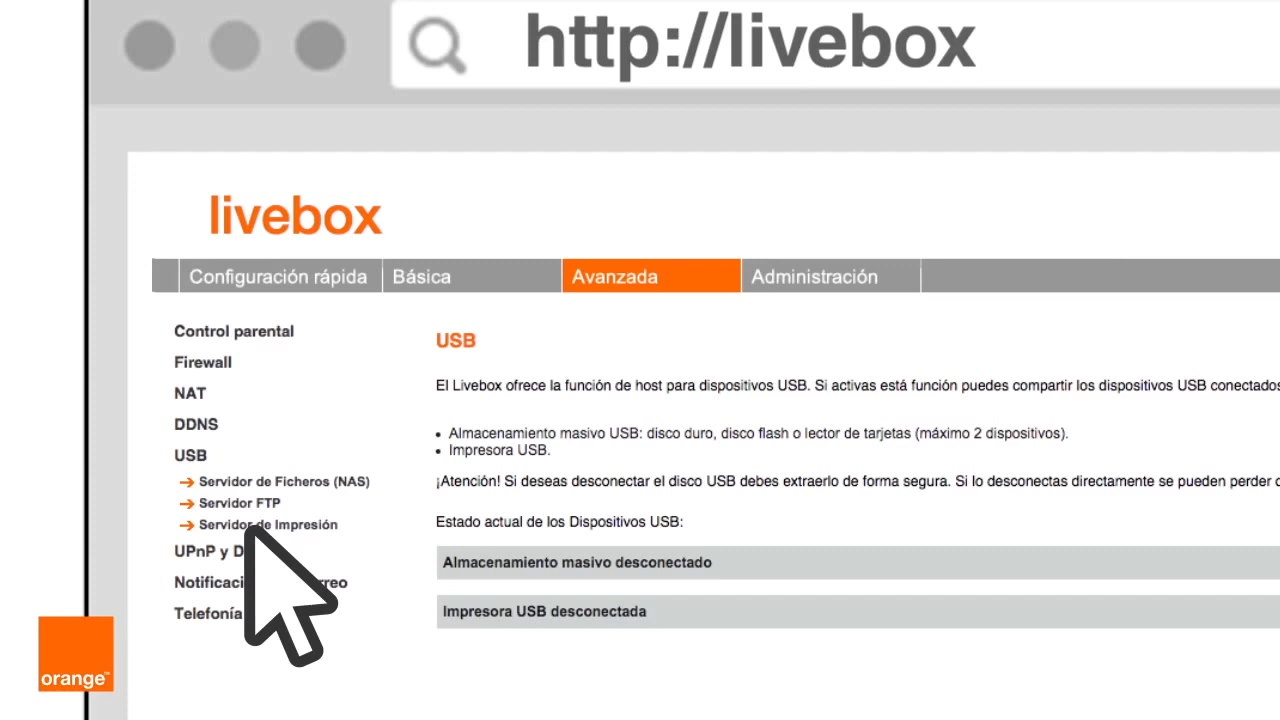 http://livebox
livebox
Configuración rápida Básica Avanzada Administración
Control parental
Firewall
NAT
DDNS
USB
Servidor de Ficheros (NAS)
Servidor FTP
Servidor de Impresión
UPnP y
Telefonía
USB
El Livebox ofrece la función de host para dispositivos USB. Si activas está función puedes compartir los dispositivos USB conectados
• Almacenamiento masivo USB: disco duro, disco flash o lector de tarjetas (máximo 2 dispositivos).
• Impresora USB.
¡Atención! Si deseas desconectar el disco USB debes extraerlo de forma segura. Si lo desconectas directamente se pueden perder
Estado actual de los Dispositivos USB:
Almacenamiento masivo desconectado
Impresora USB desconectada
orange™